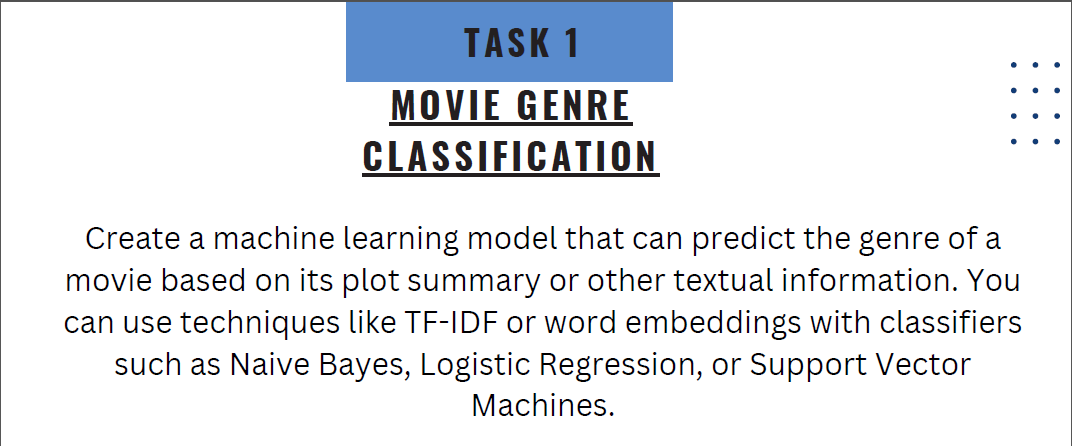 TASK 1
MOVIE GENRE
CLASSIFICATION
Create a machine learning model that can predict the genre of a
movie based on its plot summary or other textual information. You
can use techniques like TF-IDF or word embeddings with classifiers
such as Naive Bayes, Logistic Regression, or Support Vector
Machines.